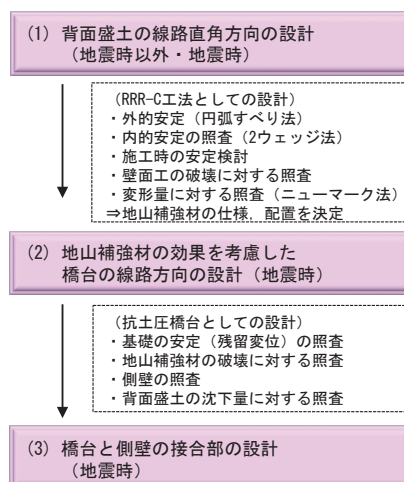 (1) 背面盛土の線路直角方向の設計
（地震時以外・地震時）
(RRR-C工法としての設計)
・外的安定（円弧すべり法）
・内的安定の照査（2ウェッジ法）
・施工時の安定検討
・壁面工の破壊に対する照査
・変形量に対する照査（ニューマーク法）
⇒地山補強材の仕様，配置を決定
(2) 地山補強材の効果を考慮した
橋台の線路方向の設計（地震時）
(抗土圧橋台としての設計)
・基礎の安定（残留変位）の照査
・地山補強材の破壊に対する照査
・側壁の照査
・背面盛土の沈下量に対する照査
(3) 橋台と側壁の接合部の設計
（地震時）